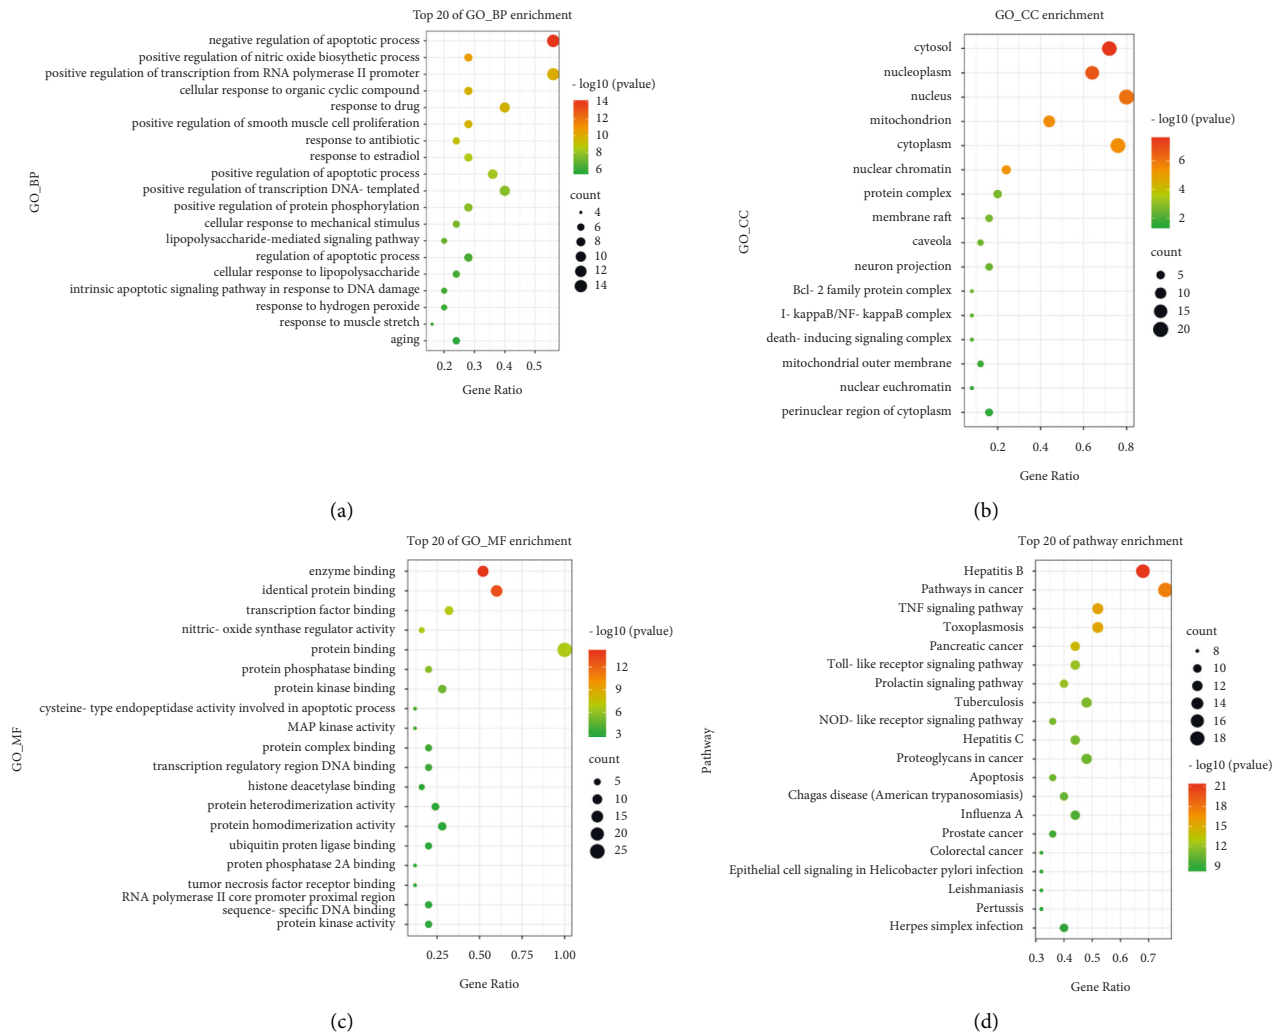 Top 20 of GO_BP enrichment
GO_BP
negative regulation of apoptotic process
positive regulation of nitric oxide biosythetic process
positive regulation of transcription from RNA polymerase II promoter
cellular response to organic cyclic compound
response to drug
positive regulation of smooth muscle cell proliferation
response to antibiotic
response to estradiol
positive regulation of apoptotic process
positive regulation of transcription DNA- templated
positive regulation of protein phosphorylation
cellular response to mechanical stimulus
lipopolysaccharide-mediated signaling pathway
regulation of apoptotic process
cellular response to lipopolysaccharide
intrinsic apoptotic signaling pathway in response to DNA damage
response to hydrogen peroxide
response to muscle stretch
aging
0.2 0.3 0.4 0.5
Gene Ratio
- log10 (pvalue)
14
12
10
8
6
count
4
6
8
10
12
14
(a)
GO_CC enrichment
GO_CC
cytosol
nucleoplasm
nucleus
mitochondrion
cytoplasm
nuclear chromatin
protein complex
membrane raft
caveola
neuron projection
Bcl- 2 family protein complex
I- kappaB/NF- kappaB complex
death- inducing signaling complex
mitochondrial outer membrane
nuclear euchromatin
perinuclear region of cytoplasm
0.2 0.4 0.6 0.8
Gene Ratio
- log10 (pvalue)
6
4
2
count
5
10
15
20
(b)
Top 20 of GO_MF enrichment
GO_MF
enzyme binding
identical protein binding
transcription factor binding
nittric- oxide synthase regulator activity
protein binding
protein phosphatase binding
protein kinase binding
cysteine- type endopeptidase activity involved in apoptotic process
MAP kinase activity
protein complex binding
transcription regulatory region DNA binding
histone deacetylase binding
protein heterodimerization activity
protein homodimerization activity
ubiquitin proten ligase binding
proten phosphatase 2A binding
tumor necrosis factor receptor binding
RNA polymerase II core promoter proximal region
sequence- specific DNA binding
protein kinase activity
0.25 0.50 0.75 1.00
Gene Ratio
- log10 (pvalue)
12
9
6
3
count
5
10
15
20
25
(c)
Top 20 of pathway enrichment
Pathway
Hepatitis B
Pathways in cancer
TNF signaling pathway
Toxoplasmosis
Pancreatic cancer
Toll- like receptor signaling pathway
Prolactin signaling pathway
Tuberculosis
NOD- like receptor signaling pathway
Hepatitis C
Proteoglycans in cancer
Apoptosis
Chagas disease (American trypanosomiasis)
Influenza A
Prostate cancer
Colorectal cancer
Epithelial cell signaling in Helicobacter pylori infection
Leishmaniasis
Pertussis
Herpes simplex infection
0.3 0.4 0.6 0.7
Gene Ratio
count
8
10
12
14
16
18
- log10 (pvalue)
21
18
15
12
9
(d)